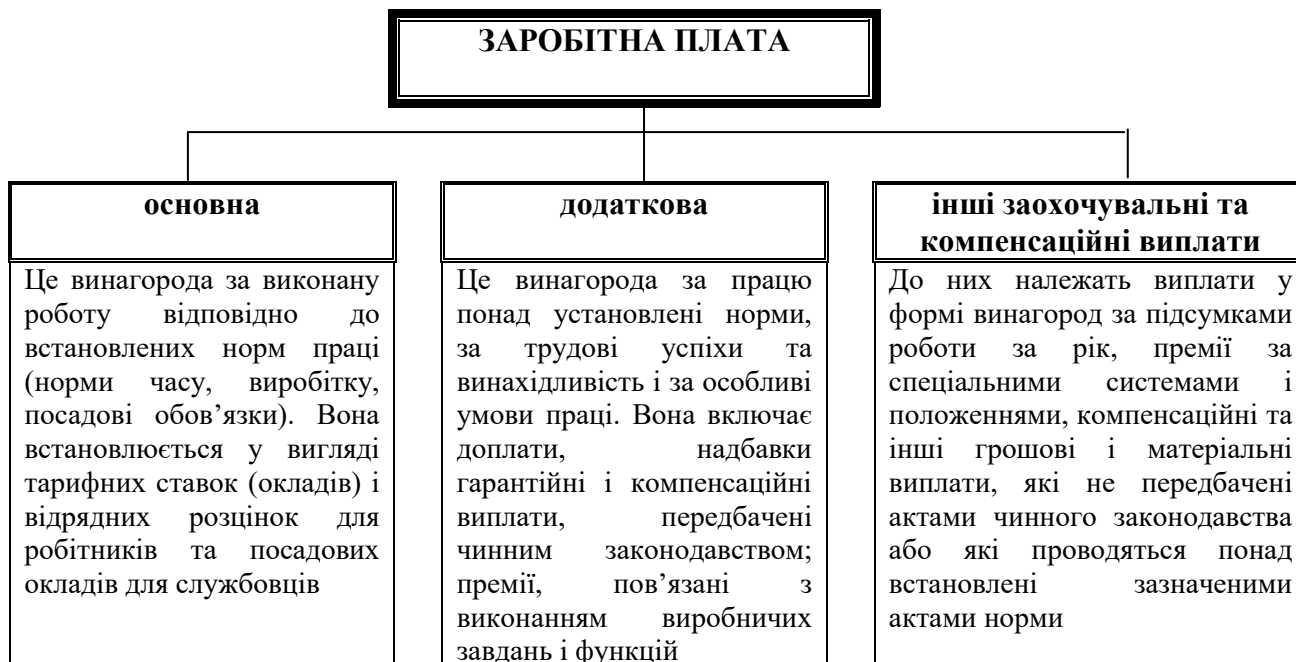 ЗАРОБІТНА ПЛАТА
основна
Це винагорода за виконану
роботу відповідно до
встановлених норм праці
(норми часу, виробітку,
посадові обов’язки). Вона
встановлюється у вигляді
тарифних ставок (окладів) і
відрядних розцінок для
робітників та посадових
окладів для службовців
додаткова
Це винагорода за працю
понад установлені норми,
за трудові успіхи та
винахідливість і за особливі
умови праці. Вона включає
доплати, надбавки
гарантійні і компенсаційні
виплати, передбачені
чинним законодавством;
премії, пов’язані з
виконанням виробничих
завдань і функцій
інші заохочувальні та
компенсаційні виплати
До них належать виплати у
формі винагород за підсумками
роботи за рік, премії за
спеціальними системами і
положеннями, компенсаційні та
інші грошові і матеріальні
виплати, які не передбачені
актами чинного законодавства
або які проводяться понад
встановлені зазначеними
актами норми